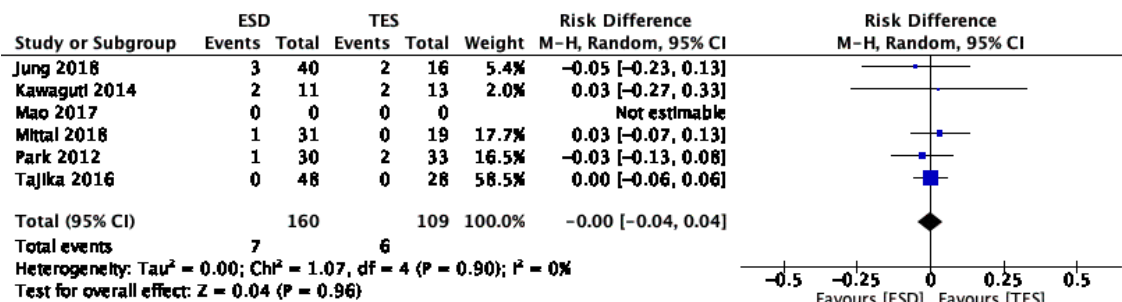 ESD TES Risk Difference Risk Difference
Study or Subgroup Events Total Events Total Weight M-H, Random, 95% CI M-H, Random, 95% CI
Jung 2018 3 40 2 16 5.4% −0.05 [−0.23, 0.13]
Kawaguti 2014 2 11 2 13 2.0% 0.03 [−0.27, 0.33]
Mao 2017 0 0 0 0 Not estimable
Mittal 2018 1 31 0 19 17.7% 0.03 [−0.07, 0.13]
Park 2012 1 30 2 33 16.5% −0.03 [−0.13, 0.08]
Tajika 2016 0 48 0 28 58.5% 0.00 [−0.06, 0.06]
Total (95% CI) 160 109 100.0% −0.00 [−0.04, 0.04]
Total events 7 6
Heterogeneity: Tau² = 0.00; Chi² = 1.07, df = 4 (P = 0.90); I² = 0%
Test for overall effect: Z = 0.04 (P = 0.96)
−0.5 −0.25 0 0.25 0.5
Favours [ESD] Favours [TES]